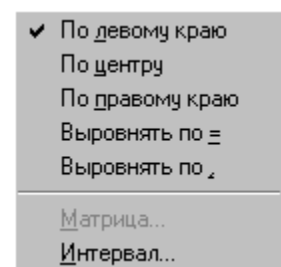 По левому краю
По центру
По правому краю
Выровнять по =
Выровнять по ,
Матрица...
Интервал...